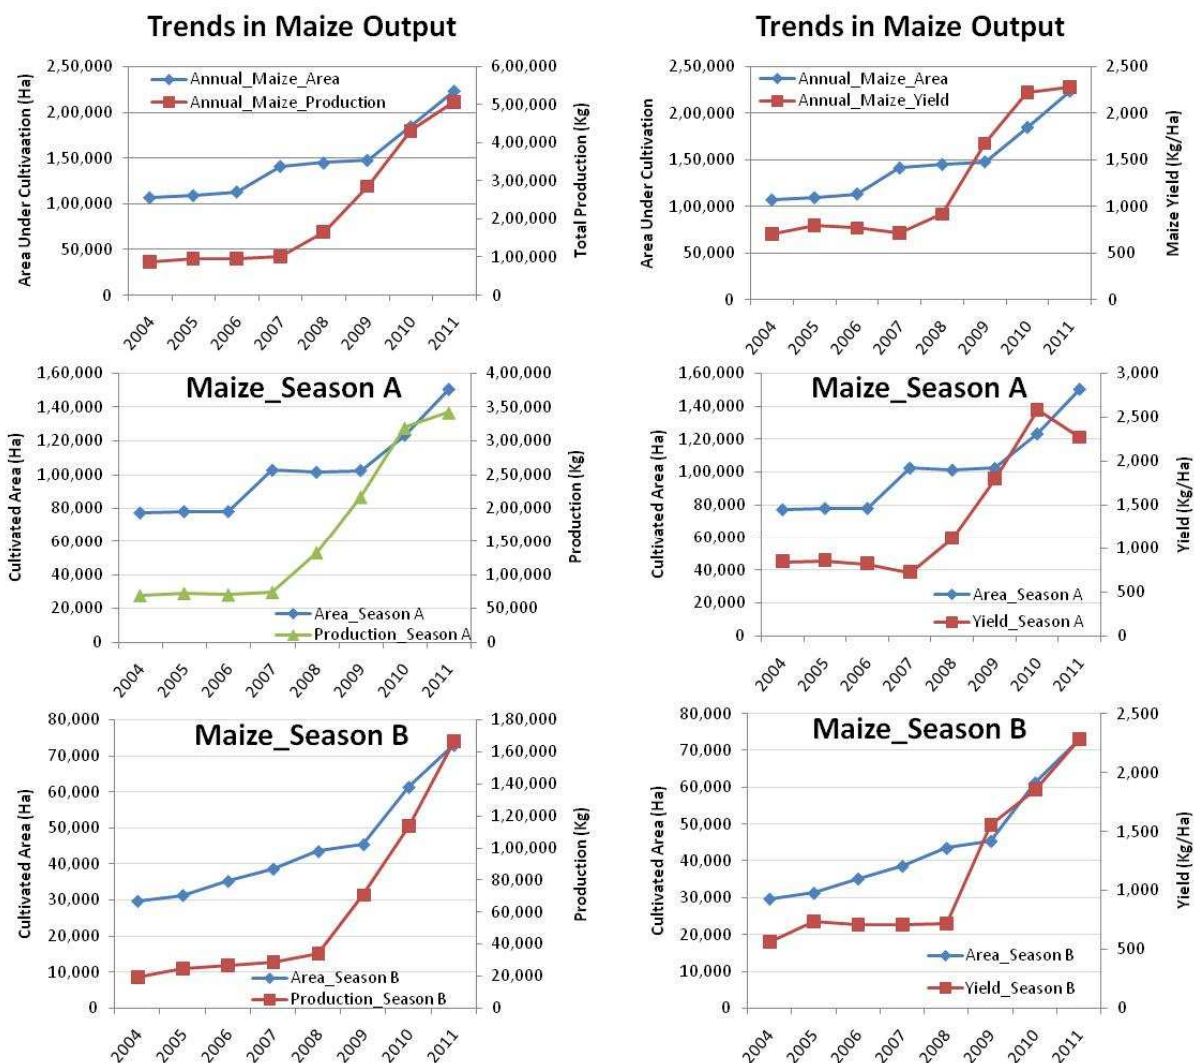 Trends in Maize Output
Area Under Cultivaation (Ha)
2,50,000
2,00,000
1,50,000
1,00,000
50,000
0
Annual_Maize_Area
Annual_Maize_Production
6,00,000
5,00,000
4,00,000
3,00,000
2,00,000
1,00,000
0
Total Production (Kg)
2004 2005 2006 2007 2008 2009 2010 2011
Trends in Maize Output
Area Under Cultivation
2,50,000
2,00,000
1,50,000
1,00,000
50,000
0
Annual_Maize_Area
Annual_Maize_Yield
2,500
2,000
1,500
1,000
500
0
Maize Yield (Kg/Ha)
2004 2005 2006 2007 2008 2009 2010 2011
Maize_Season A
Cultivated Area (Ha)
1,60,000
1,40,000
1,20,000
1,00,000
80,000
60,000
40,000
20,000
0
Area_Season A
Production_Season A
4,00,000
3,50,000
3,00,000
2,50,000
2,00,000
1,50,000
1,00,000
50,000
0
Production (Kg)
2004 2005 2006 2007 2008 2009 2010 2011
Maize_Season A
Cultivated Area (Ha)
1,60,000
1,40,000
1,20,000
1,00,000
80,000
60,000
40,000
20,000
0
Area_Season A
Yield_Season A
3,000
2,500
2,000
1,500
1,000
500
0
Yield (Kg/Ha)
2004 2005 2006 2007 2008 2009 2010 2011
Maize_Season B
Cultivated Area (Ha)
80,000
70,000
60,000
50,000
40,000
30,000
20,000
10,000
0
Area_Season B
Production_Season B
1,80,000
1,60,000
1,40,000
1,20,000
1,00,000
80,000
60,000
40,000
20,000
0
Production (Kg)
2004 2005 2006 2007 2008 2009 2010 2011
Maize_Season B
Cultivated Area (Ha)
80,000
70,000
60,000
50,000
40,000
30,000
20,000
10,000
0
Area_Season B
Yield_Season B
2,500
2,000
1,500
1,000
500
0
Yield (Kg/Ha)
2004 2005 2006 2007 2008 2009 2010 2011